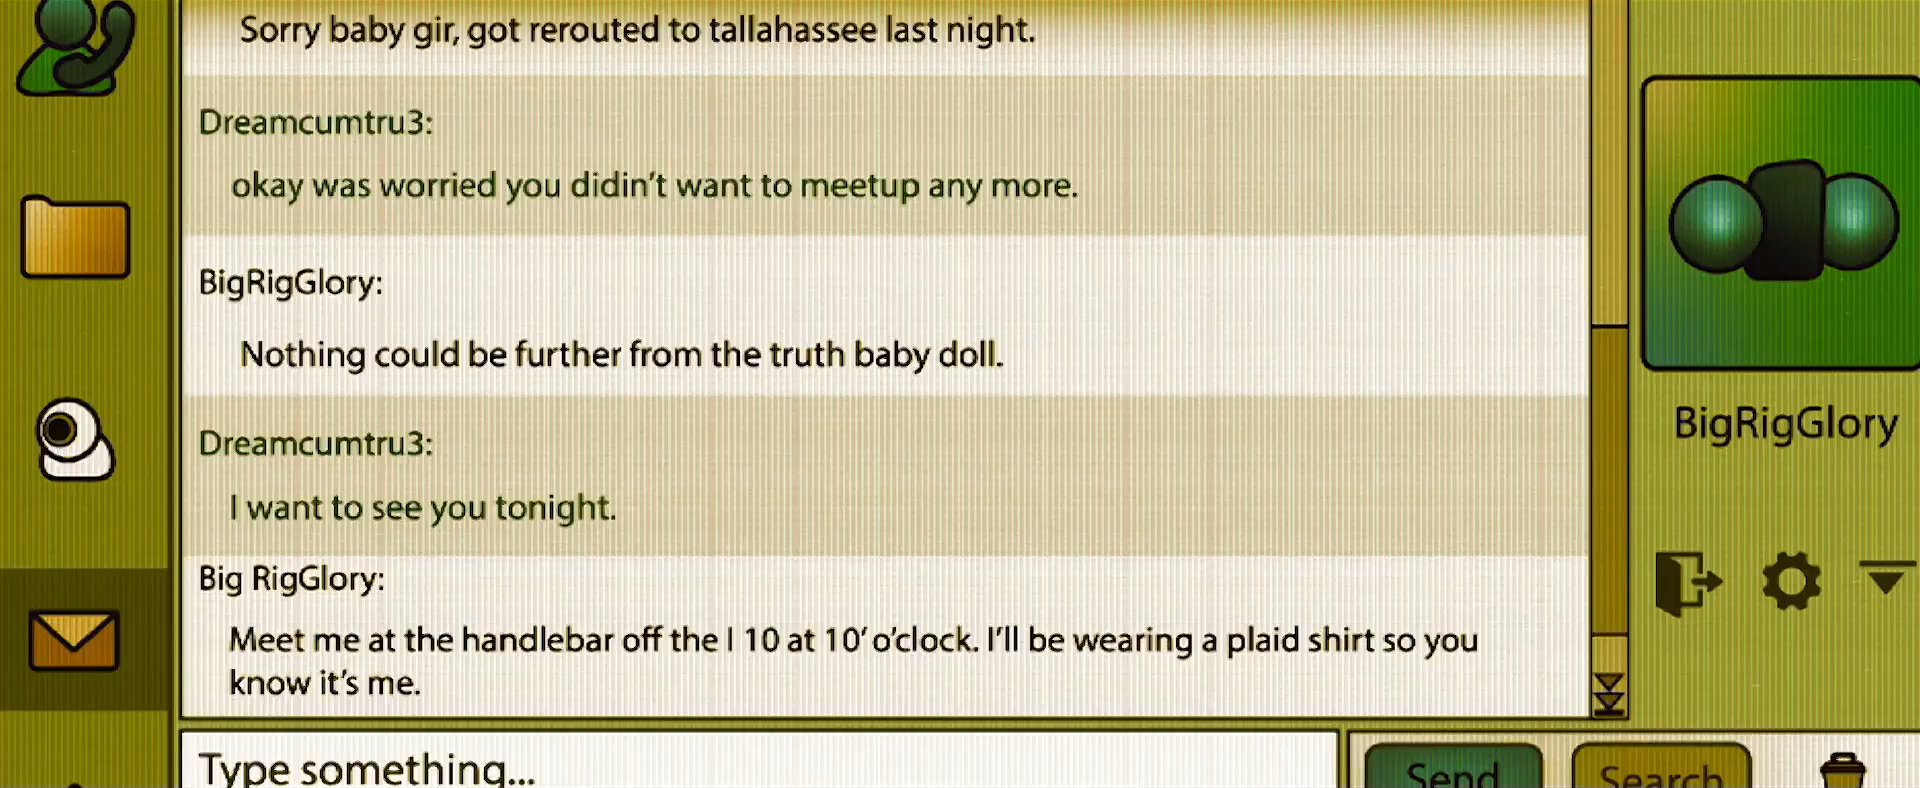 Sorry baby gir, got rerouted to tallahassee last night.
Dreamcumtru3:
okay was worried you didin't want to meetup any more.
BigRigGlory:
Nothing could be further from the truth baby doll.
Dreamcumtru3:
I want to see you tonight.
Big RigGlory:
Meet me at the handlebar off the I 10 at 10' o'clock. I'll be wearing a plaid shirt so you
know it's me.
BigRigGlory
Type something...
Send
Search